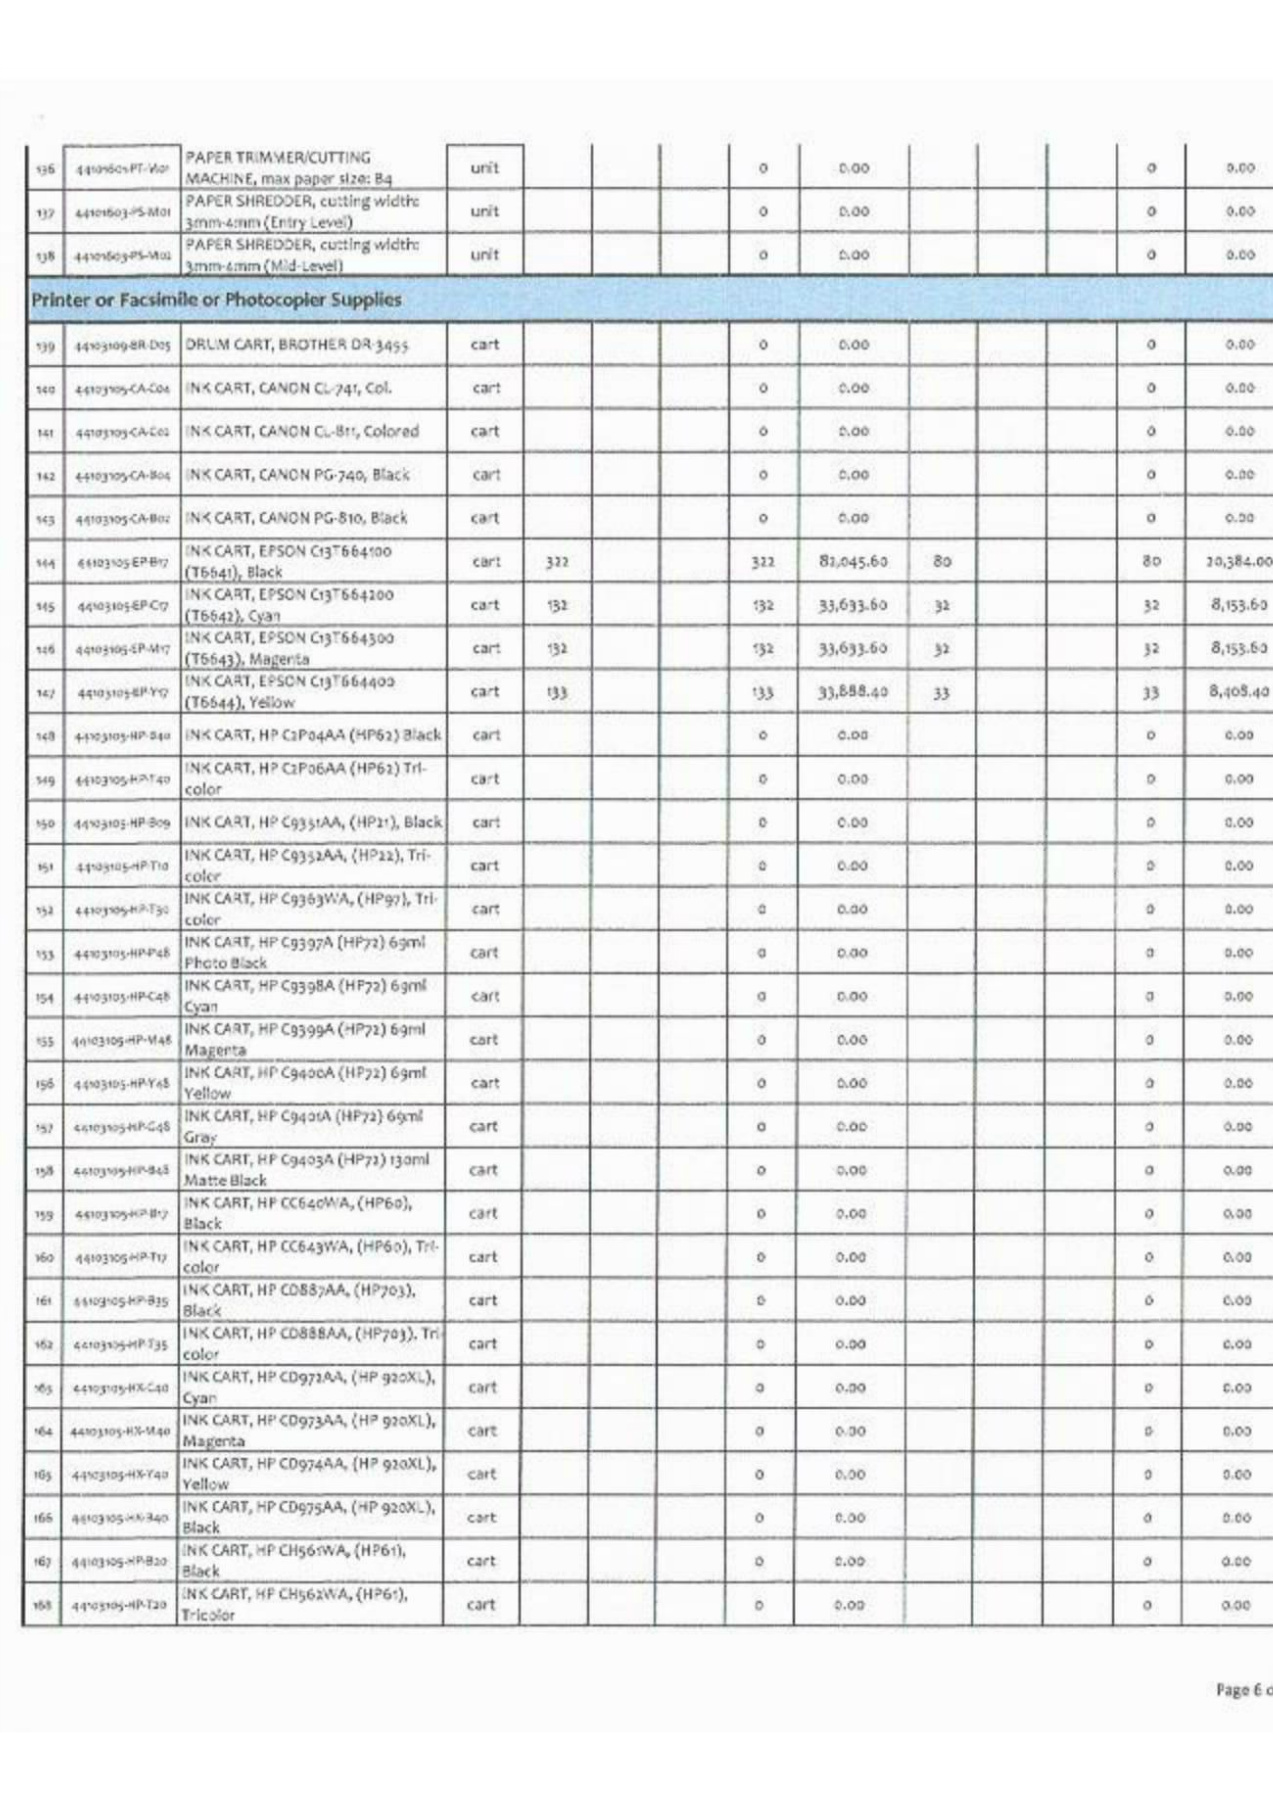 136 44101601-PT-M01 PAPER TRIMMER/CUTTING MACHINE, max paper size: B4 unit 0 0.00 0 0.00
137 44101603-PS-M01 PAPER SHREDDER, cutting width: 3mm-4mm (Entry Level) unit 0 0.00 0 0.00
138 44101603-PS-M02 PAPER SHREDDER, cutting width: 3mm-4mm (Mid-Level) unit 0 0.00 0 0.00
Printer or Facsimile or Photocopier Supplies
139 44103109-BR-D05 DRUM CART, BROTHER DR-3455 cart 0 0.00 0 0.00
140 44103105-CA-C04 INK CART, CANON CL-741, Col. cart 0 0.00 0 0.00
141 44103105-CA-C02 INK CART, CANON CL-811, Colored cart 0 0.00 0 0.00
142 44103105-CA-B04 INK CART, CANON PG-740, Black cart 0 0.00 0 0.00
143 44103105-CA-B02 INK CART, CANON PG-810, Black cart 0 0.00 0 0.00
144 44103105-EP-B17 INK CART, EPSON C13T664100 (T6641), Black cart 322 322 82,045.60 80 80 20,384.00
145 44103105-EP-C17 INK CART, EPSON C13T664200 (T6642), Cyan cart 132 132 33,633.60 32 32 8,153.60
146 44103105-EP-M17 INK CART, EPSON C13T664300 (T6643), Magenta cart 132 132 33,633.60 32 32 8,153.60
147 44103105-EP-Y17 INK CART, EPSON C13T664400 (T6644), Yellow cart 133 133 33,888.40 33 33 8,408.40
148 44103105-HP-B40 INK CART, HP C2P04AA (HP62) Black cart 0 0.00 0 0.00
149 44103105-HP-T40 INK CART, HP C2P06AA (HP62) Tri-color cart 0 0.00 0 0.00
150 44103105-HP-B09 INK CART, HP C9351AA, (HP21), Black cart 0 0.00 0 0.00
151 44103105-HP-T10 INK CART, HP C9352AA, (HP22), Tri-color cart 0 0.00 0 0.00
152 44103105-HP-T30 INK CART, HP C9363WA, (HP97), Tri-color cart 0 0.00 0 0.00
153 44103105-HP-P48 INK CART, HP C9397A (HP72) 69ml Photo Black cart 0 0.00 0 0.00
154 44103105-HP-C48 INK CART, HP C9398A (HP72) 69ml Cyan cart 0 0.00 0 0.00
155 44103105-HP-M48 INK CART, HP C9399A (HP72) 69ml Magenta cart 0 0.00 0 0.00
156 44103105-HP-Y48 INK CART, HP C9400A (HP72) 69ml Yellow cart 0 0.00 0 0.00
157 44103105-HP-G48 INK CART, HP C9401A (HP72) 69ml Gray cart 0 0.00 0 0.00
158 44103105-HP-B48 INK CART, HP C9403A (HP72) 130ml Matte Black cart 0 0.00 0 0.00
159 44103105-HP-B17 INK CART, HP CC640WA, (HP60), Black cart 0 0.00 0 0.00
160 44103105-HP-T17 INK CART, HP CC643WA, (HP60), Tri-color cart 0 0.00 0 0.00
161 44103105-HP-B35 INK CART, HP CD887AA, (HP703), Black cart 0 0.00 0 0.00
162 44103105-HP-T35 INK CART, HP CD888AA, (HP703), Tri-color cart 0 0.00 0 0.00
163 44103105-HX-C40 INK CART, HP CD972AA, (HP 920XL), Cyan cart 0 0.00 0 0.00
164 44103105-HX-M40 INK CART, HP CD973AA, (HP 920XL), Magenta cart 0 0.00 0 0.00
165 44103105-HX-Y40 INK CART, HP CD974AA, (HP 920XL), Yellow cart 0 0.00 0 0.00
166 44103105-HX-B40 INK CART, HP CD975AA, (HP 920XL), Black cart 0 0.00 0 0.00
167 44103105-HP-B20 INK CART, HP CH561WA, (HP61), Black cart 0 0.00 0 0.00
168 44103105-HP-T20 INK CART, HP CH562WA, (HP61), Tricolor cart 0 0.00 0 0.00
Page 6